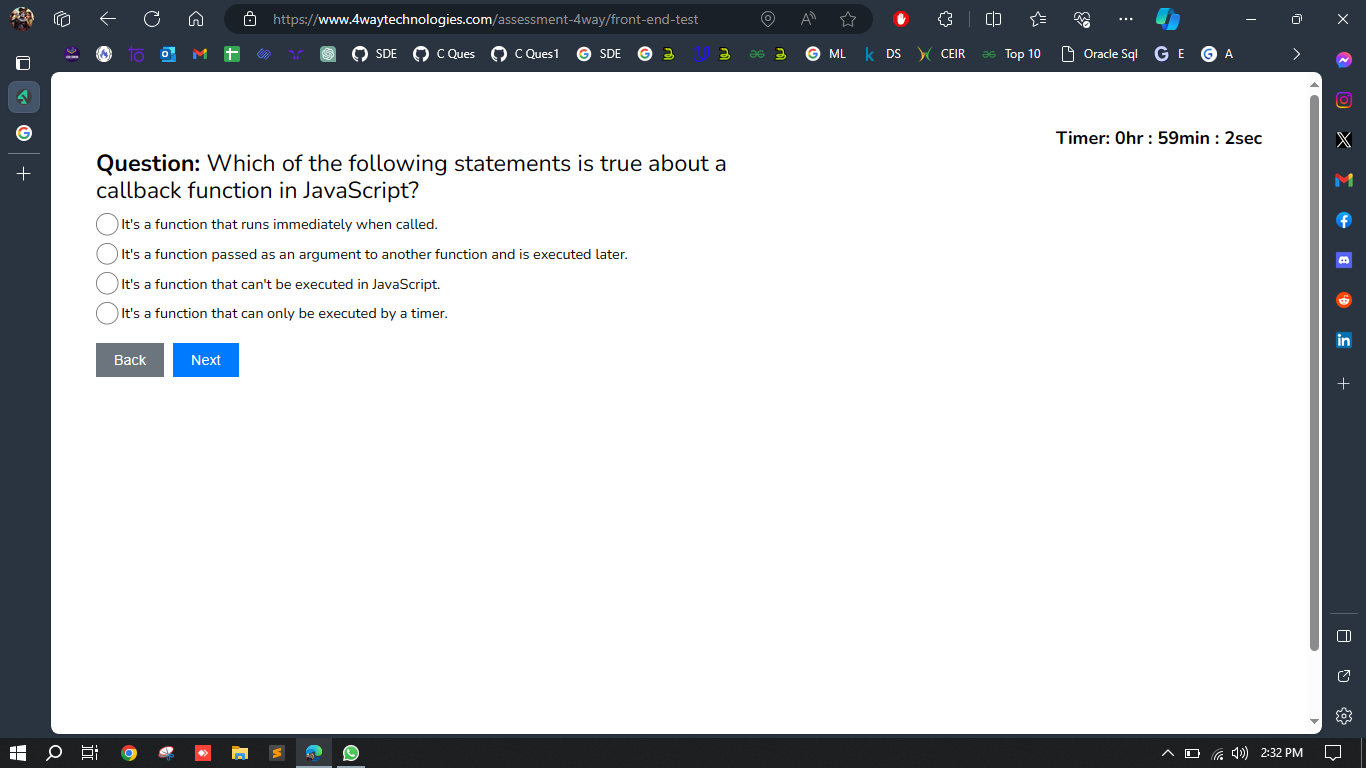 https://www.4waytechnologies.com/assessment-4way/front-end-test
SDE
C Ques
C Ques1
SDE
ML
DS
CEIR
Top 10
Oracle Sql
E
A
Timer: 0hr : 59min : 2sec
Question: Which of the following statements is true about a
callback function in JavaScript?
It's a function that runs immediately when called.
It's a function passed as an argument to another function and is executed later.
It's a function that can't be executed in JavaScript.
It's a function that can only be executed by a timer.
Back
Next
2:32 PM